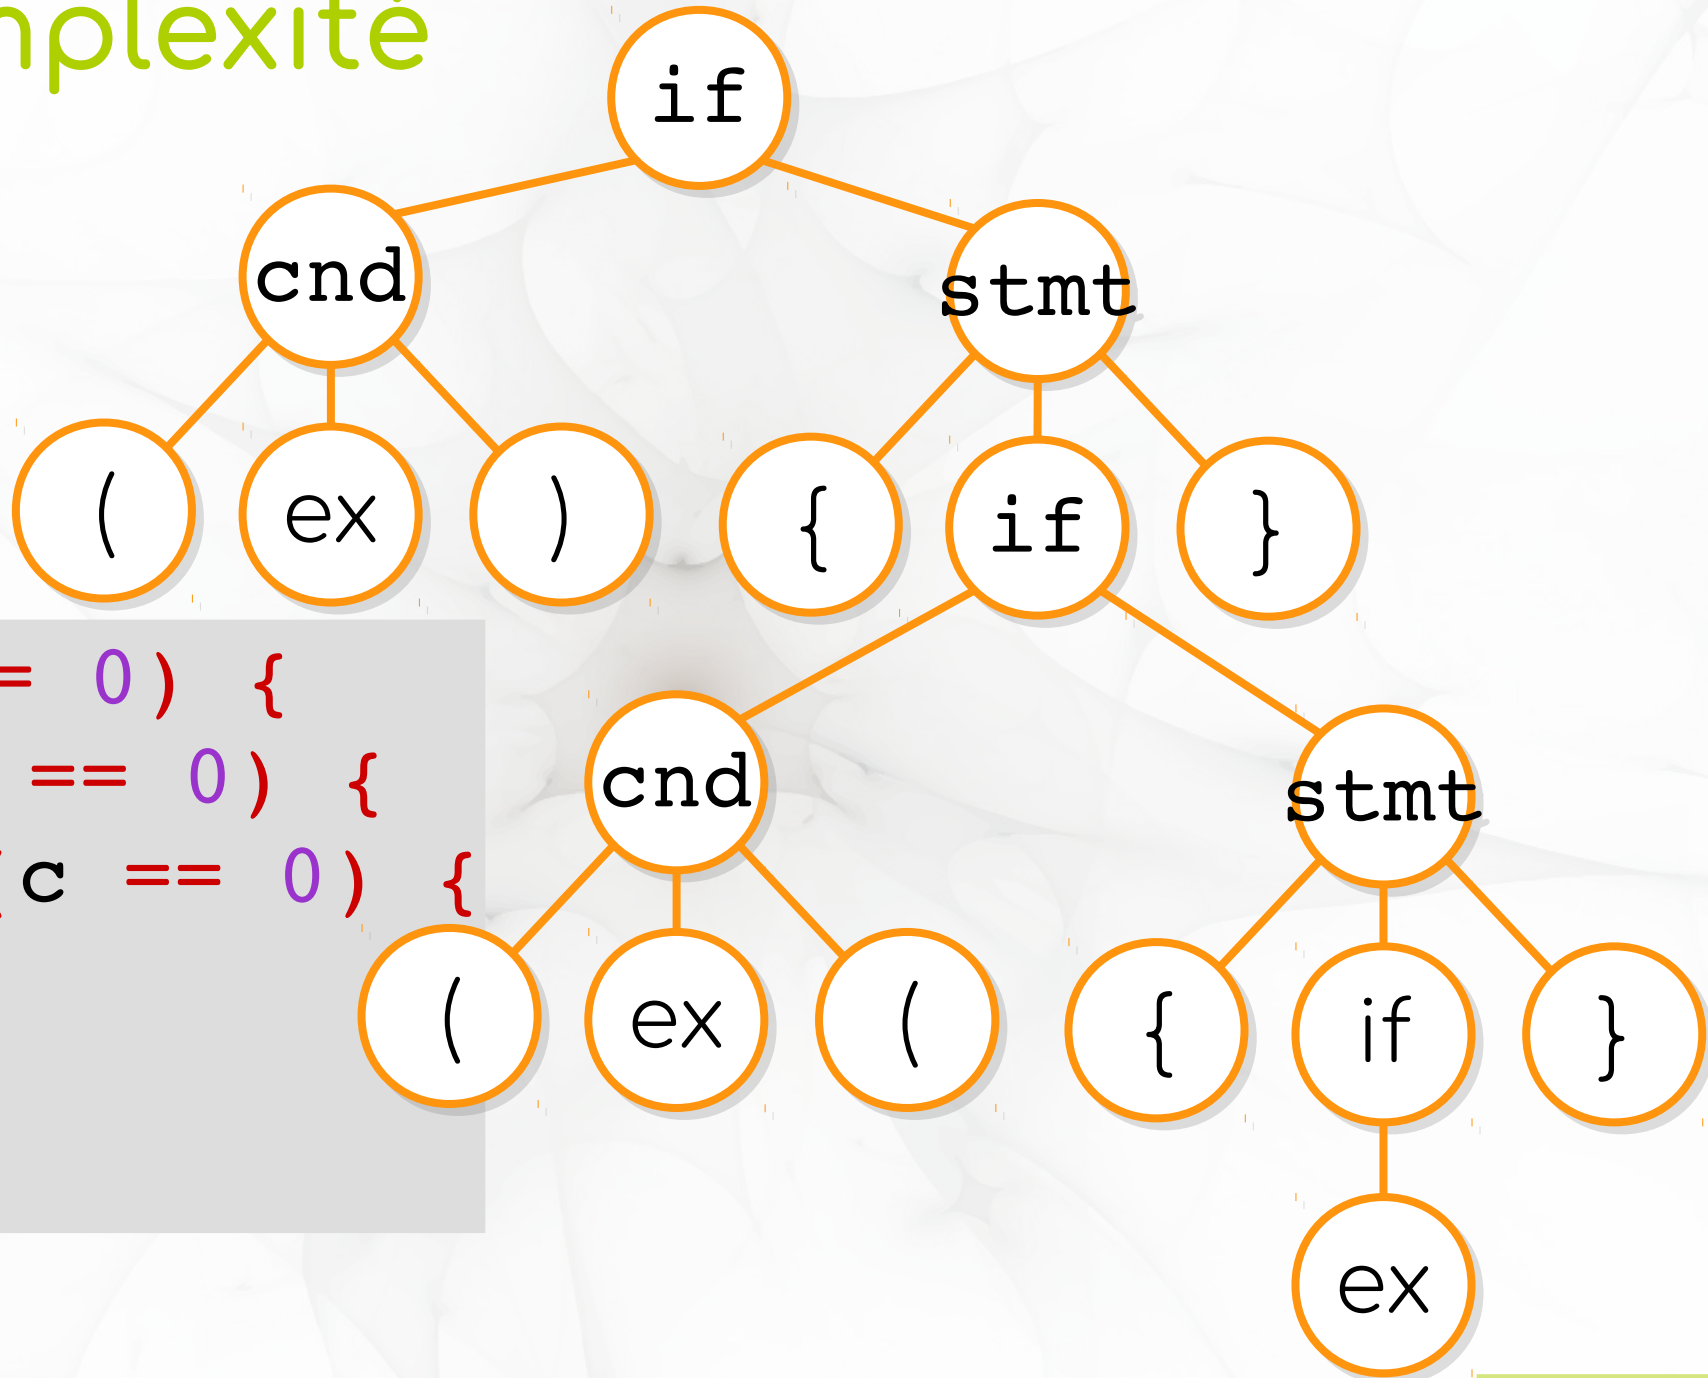 nplexité
if
cnd
stmt
( ex ) { if }
= 0) {
== 0) {
(c == 0) {
cnd
stmt
( ex ( { if }
ex